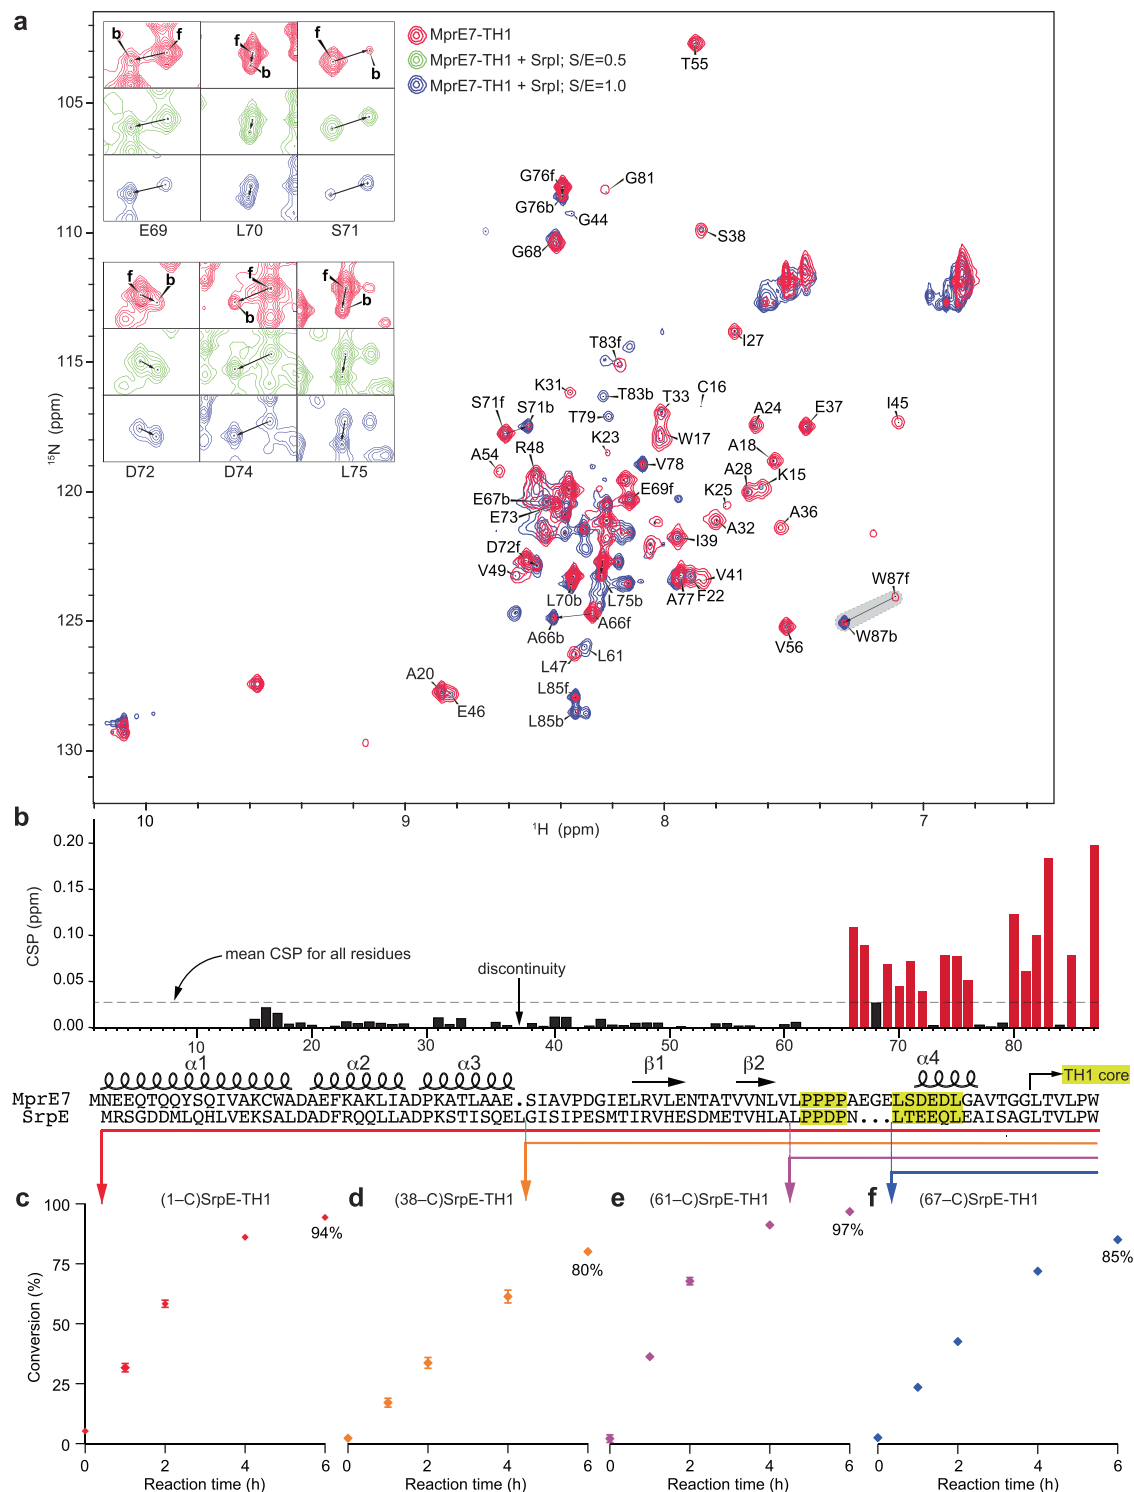 a
MprE7-TH1
MprE7-TH1 + SrpI; S/E=0.5
MprE7-TH1 + SrpI; S/E=1.0
b f
f b
f b
E69 L70 S71
f b
f b
f b
D72 D74 L75
T55
G76f
G81
G76b
G44
G68
S38
I27
T83f
K31
T83b
T33
C16
S71f
S71b
T79
A24
E37
I45
R48
K23
W17
A54
V78
A18
A28
K15
E67b
E69f
K25
E73
A36
A32
D72f
I39
V49
L70b
L75b
V41
F22
A77
W87f
A66b
A66f
W87b
V56
L47
L61
A20
E46
L85f
L85b
105
110
115
120
125
130
15N (ppm)
10 9 8 7
1H (ppm)
b
0.20
0.15
0.10
0.05
0.00
CSP (ppm)
mean CSP for all residues
discontinuity
10 20 30 40 50 60 70 80
α1 α2 α3 β1 β2 α4
TH1 core
MprE7 MNEEQTQQYSQIVAKCWADAEFKAKLIADPKATLAAE.SIAVPDGIELRVLENTATVVNLVLPPPPAEGELSDEDLGAVTGGLTVLPW
SrpE MRSGDDMLQHLVEKSALDADFRQQLLADPKSTISQELGISIPESMTIRVHESDMETVHLALPPDPN...LTEEQLEAISAGLTVLPW
c (1–C)SrpE-TH1
d (38–C)SrpE-TH1
e (61–C)SrpE-TH1
f (67–C)SrpE-TH1
100
75
50
25
0
Conversion (%)
94%
80%
97%
85%
0 2 4 6
0 2 4 6
0 2 4 6
0 2 4 6
Reaction time (h)
Reaction time (h)
Reaction time (h)
Reaction time (h)